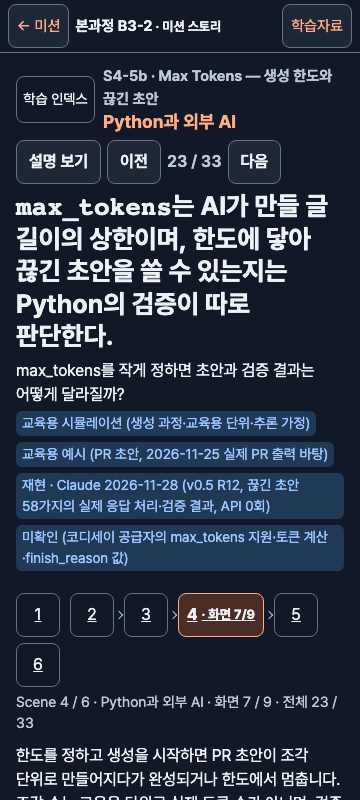 ← 미션
본과정 B3-2 · 미션 스토리
학습자료
학습 인덱스
S4-5b · Max Tokens — 생성 한도와
끊긴 초안
Python과 외부 AI
설명 보기
이전
23 / 33
다음
max_tokens는 AI가 만들 글
길이의 상한이며, 한도에 닿아
끊긴 초안을 쓸 수 있는지는
Python의 검증이 따로
판단한다.
max_tokens를 작게 정하면 초안과 검증 결과는
어떻게 달라질까?
교육용 시뮬레이션 (생성 과정·교육용 단위·추론 가정)
교육용 예시 (PR 초안, 2026-11-25 실제 PR 출력 바탕)
재현 · Claude 2026-11-28 (v0.5 R12, 끊긴 초안
58가지의 실제 응답 처리·검증 결과, API 0회)
미확인 (코디세이 공급자의 max_tokens 지원·토큰 계산
·finish_reason 값)
1
2
›
3
›
4 · 화면 7/9
›
5
6
Scene 4 / 6 · Python과 외부 AI · 화면 7 / 9 · 전체 23 /
33
한도를 정하고 생성을 시작하면 PR 초안이 조각
단위로 만들어지다가 완성되거나 한도에서 멈춥니다.